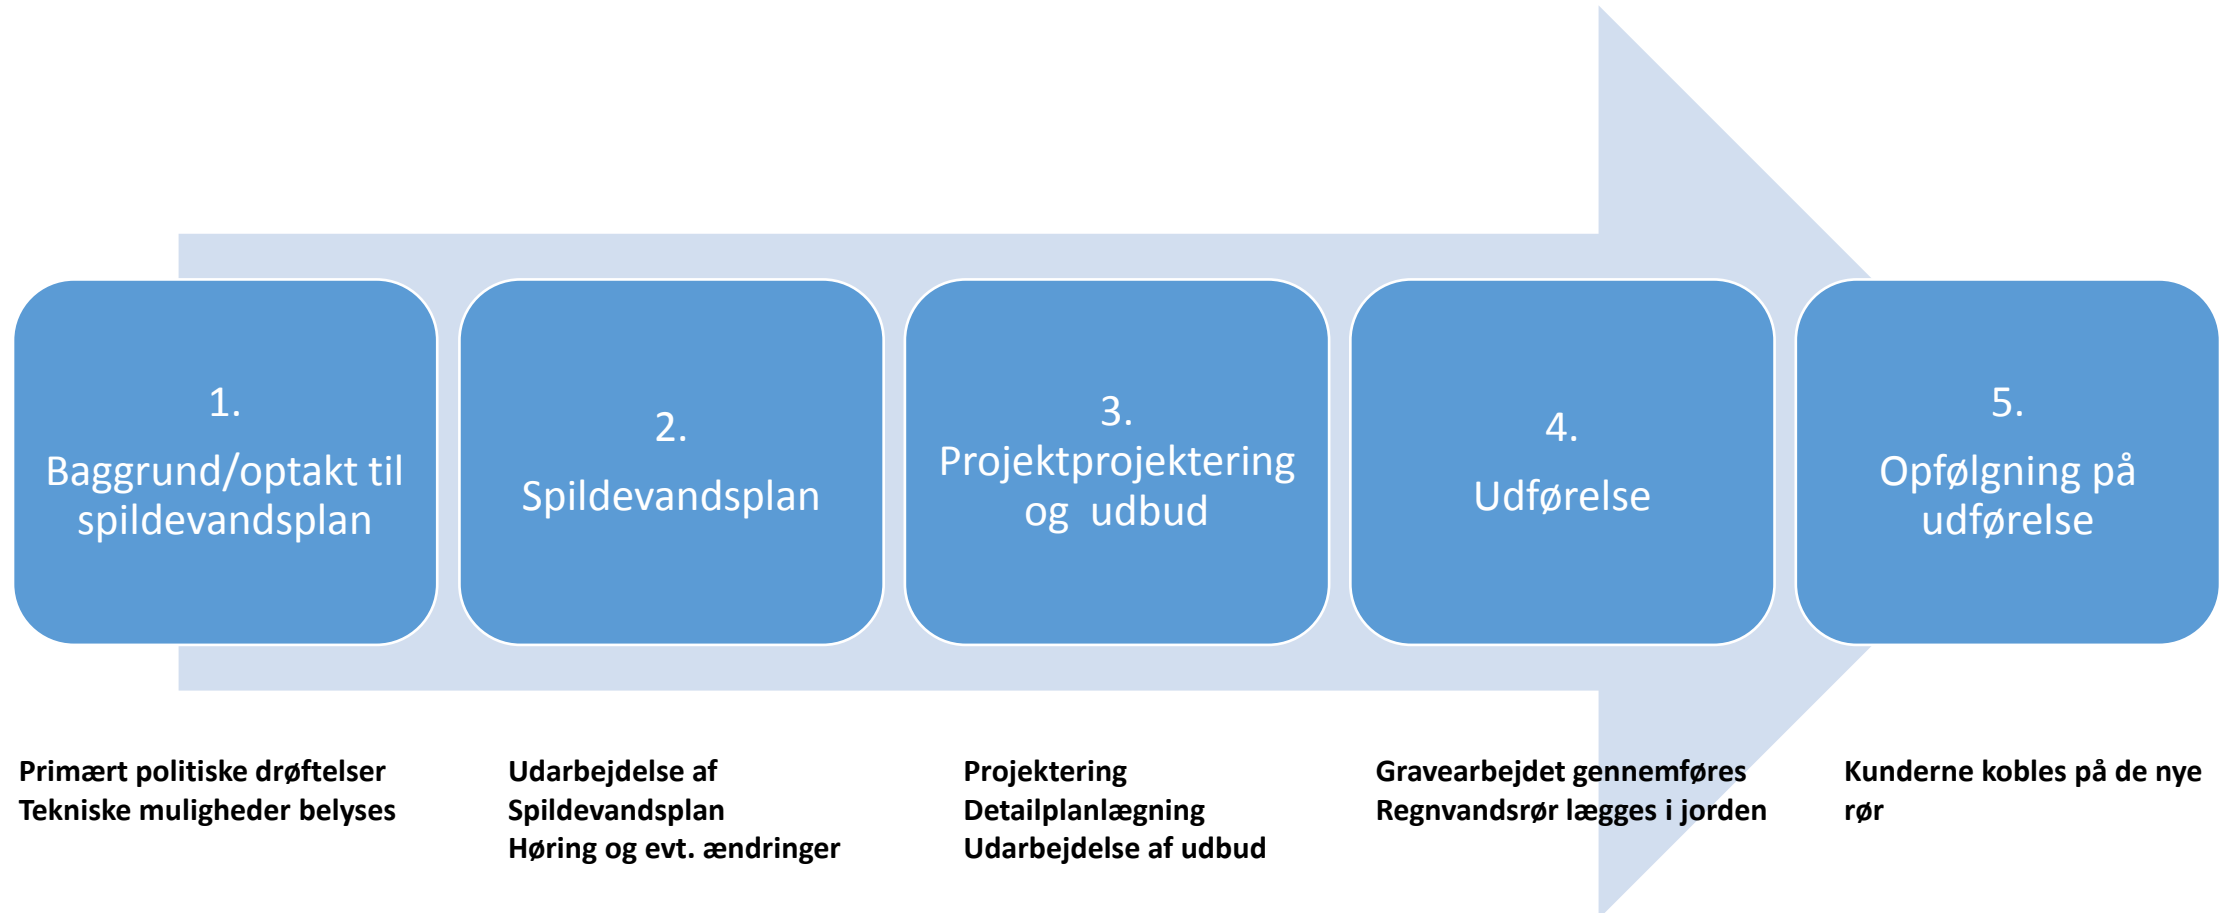 1.
Baggrund/optakt til
spildevandsplan
Primært politiske drøftelser
Tekniske muligheder belyses
2.
Spildevandsplan
Udarbejdelse af
Spildevandsplan
Høring og evt. ændringer
3.
Projektprojektering
og udbud
Projektering
Detailplanlægning
Udarbejdelse af udbud
4.
Udførelse
Gravearbejdet gennemføres
Regnvandsrør lægges i jorden
5.
Opfølgning på
udførelse
Kunderne kobles på de nye
rør